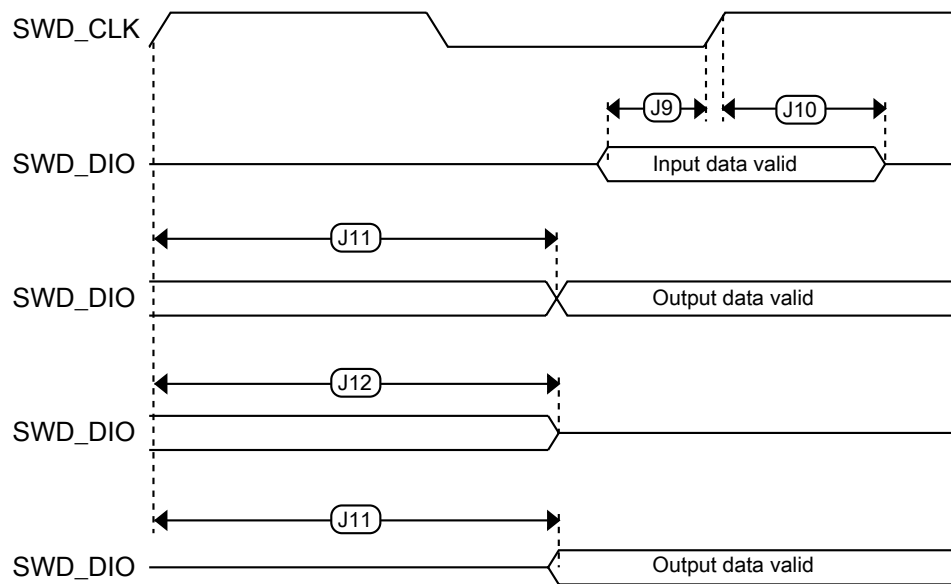 SWD_CLK
J9
J10
SWD_DIO
Input data valid
J11
SWD_DIO
Output data valid
J12
SWD_DIO
J11
SWD_DIO
Output data valid